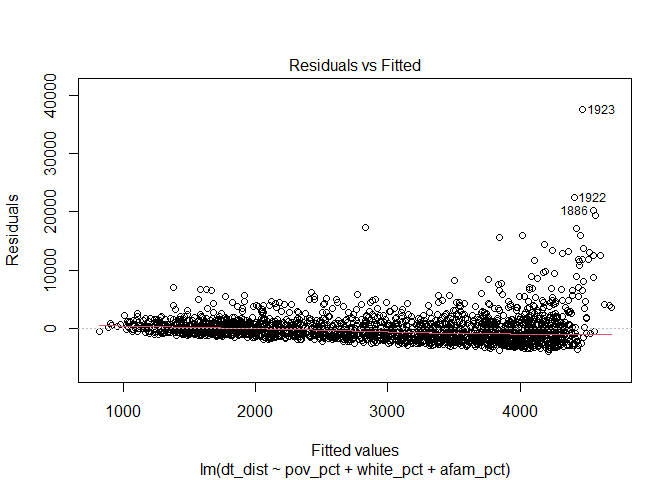 Residuals vs Fitted
Residuals
40000
30000
20000
10000
0
1923
1922
1886
1000 2000 3000 4000
Fitted values
lm(dt_dist ~ pov_pct + white_pct + afam_pct)